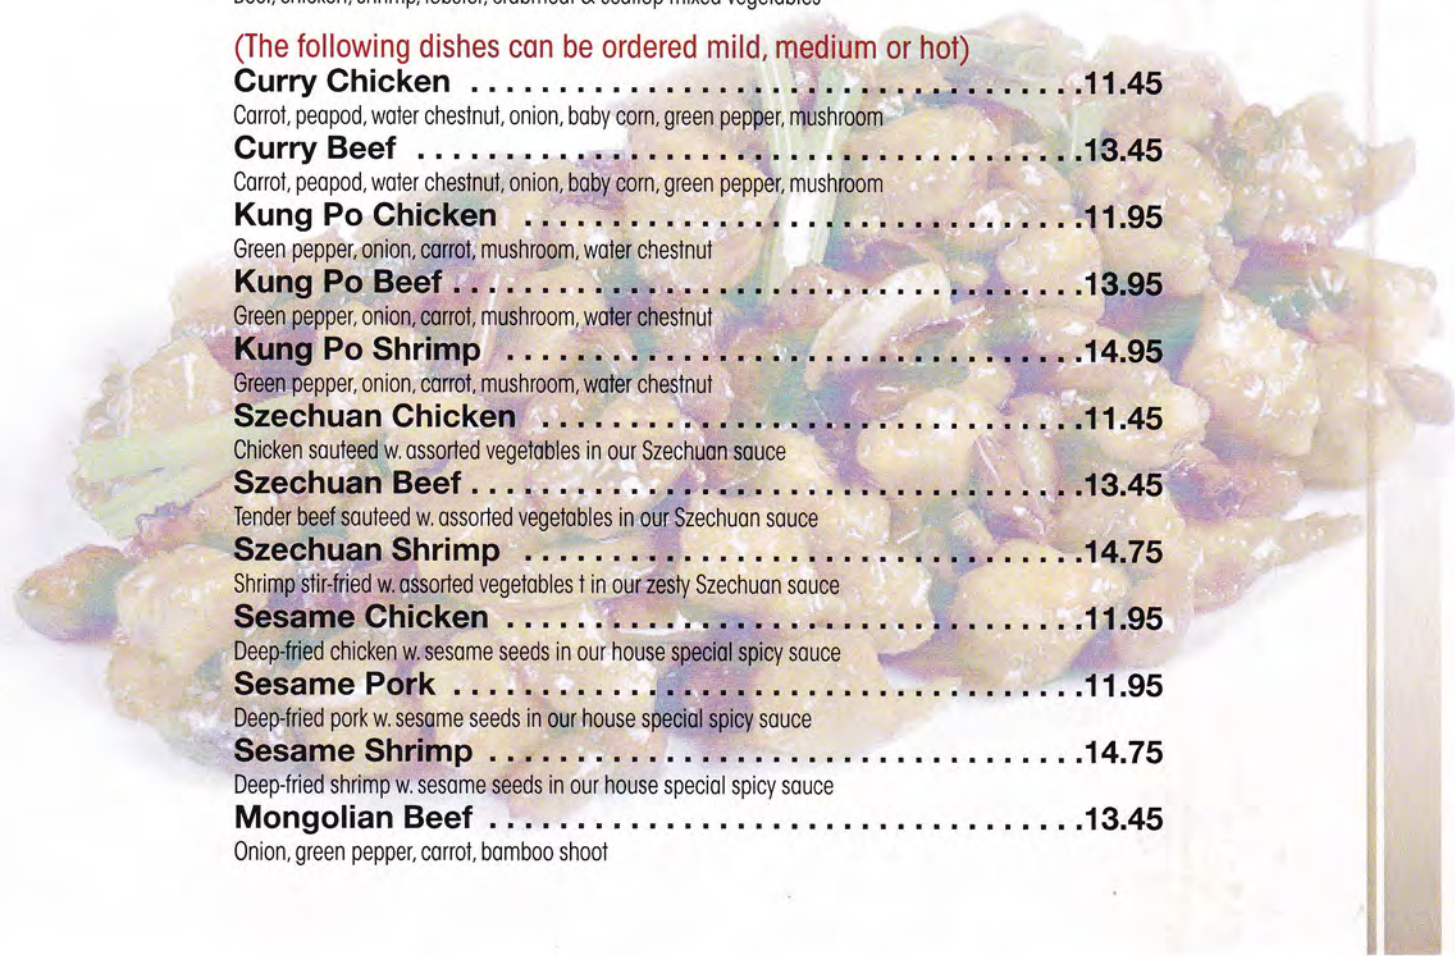 Beef, chicken, shrimp, lobster, crabmeat & scallop mixed vegetables
(The following dishes can be ordered mild, medium or hot)
Curry Chicken . . . . . . . . . . . . . . . . . . . . . . . . . . . . . . . . . . .11.45
Carrot, peapod, water chestnut, onion, baby corn, green pepper, mushroom
Curry Beef . . . . . . . . . . . . . . . . . . . . . . . . . . . . . . . . . . . . . .13.45
Carrot, peapod, water chestnut, onion, baby corn, green pepper, mushroom
Kung Po Chicken . . . . . . . . . . . . . . . . . . . . . . . . . . . . . . . .11.95
Green pepper, onion, carrot, mushroom, water chestnut
Kung Po Beef . . . . . . . . . . . . . . . . . . . . . . . . . . . . . . . . . . . .13.95
Green pepper, onion, carrot, mushroom, water chestnut
Kung Po Shrimp . . . . . . . . . . . . . . . . . . . . . . . . . . . . . . . . .14.95
Green pepper, onion, carrot, mushroom, water chestnut
Szechuan Chicken . . . . . . . . . . . . . . . . . . . . . . . . . . . . . . .11.45
Chicken sauteed w. assorted vegetables in our Szechuan sauce
Szechuan Beef . . . . . . . . . . . . . . . . . . . . . . . . . . . . . . . . . . .13.45
Tender beef sauteed w. assorted vegetables in our Szechuan sauce
Szechuan Shrimp . . . . . . . . . . . . . . . . . . . . . . . . . . . . . . . .14.75
Shrimp stir-fried w. assorted vegetables t in our zesty Szechuan sauce
Sesame Chicken . . . . . . . . . . . . . . . . . . . . . . . . . . . . . . . . .11.95
Deep-fried chicken w. sesame seeds in our house special spicy sauce
Sesame Pork . . . . . . . . . . . . . . . . . . . . . . . . . . . . . . . . . . . .11.95
Deep-fried pork w. sesame seeds in our house special spicy sauce
Sesame Shrimp . . . . . . . . . . . . . . . . . . . . . . . . . . . . . . . . . .14.75
Deep-fried shrimp w. sesame seeds in our house special spicy sauce
Mongolian Beef . . . . . . . . . . . . . . . . . . . . . . . . . . . . . . . . . .13.45
Onion, green pepper, carrot, bamboo shoot